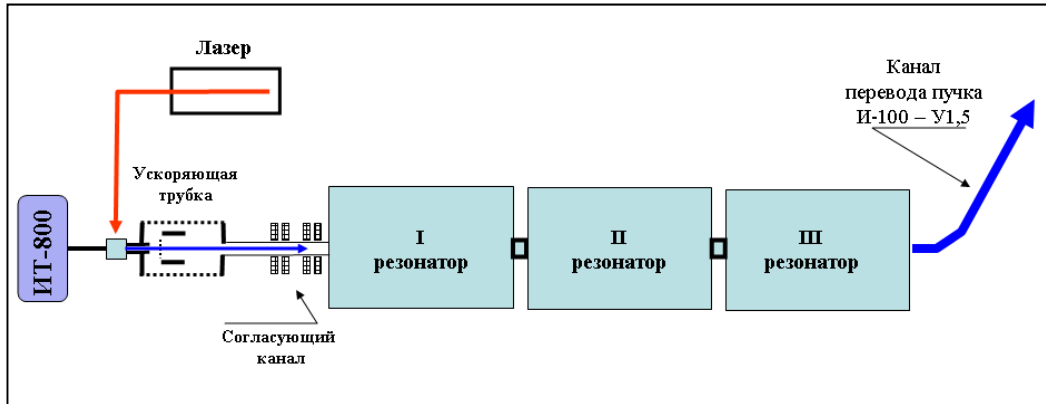 Лазер
Канал
перевода пучка
И-100 – У1,5
Ускоряющая
трубка
ИТ-800
I
резонатор
II
резонатор
III
резонатор
Согласующий
канал